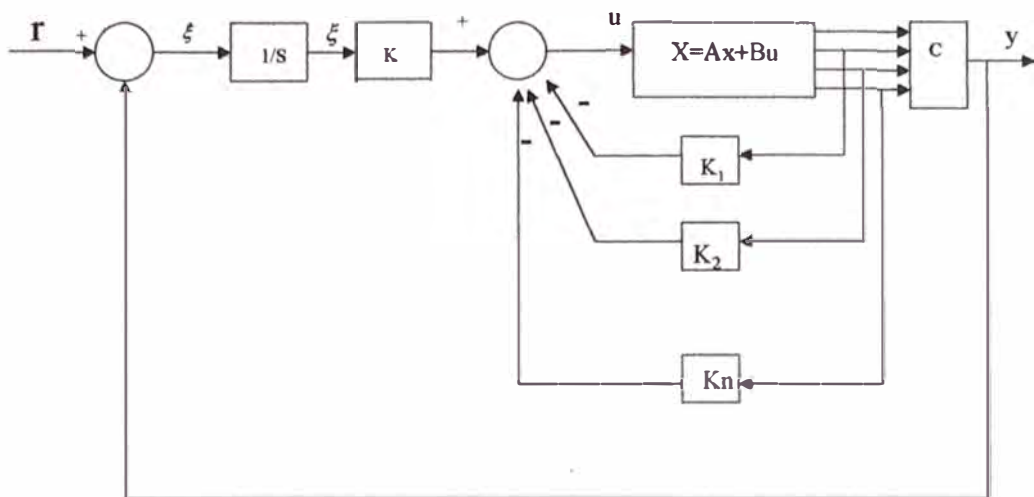 r + ξ 1/S ξ K + u X=Ax+Bu C y
- K₁
- K₂
- Kn